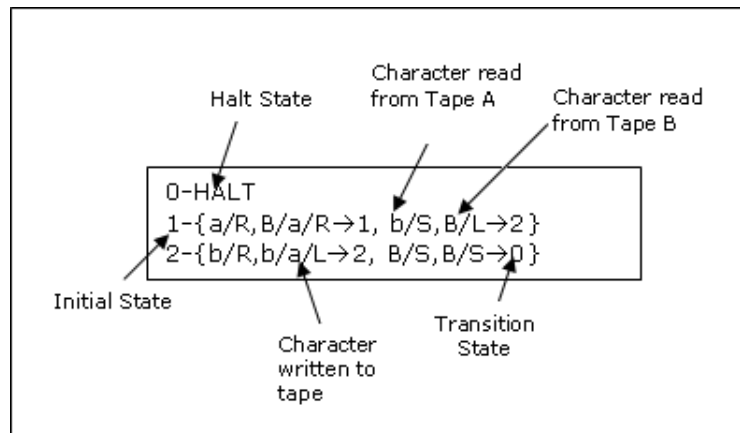 Halt State
Character read
from Tape A
Character read
from Tape B
0-HALT
1-{a/R,B/a/R→1, b/S,B/L→2}
2-{b/R,b/a/L→2, B/S,B/S→0}
Initial State
Character
written to
tape
Transition
State